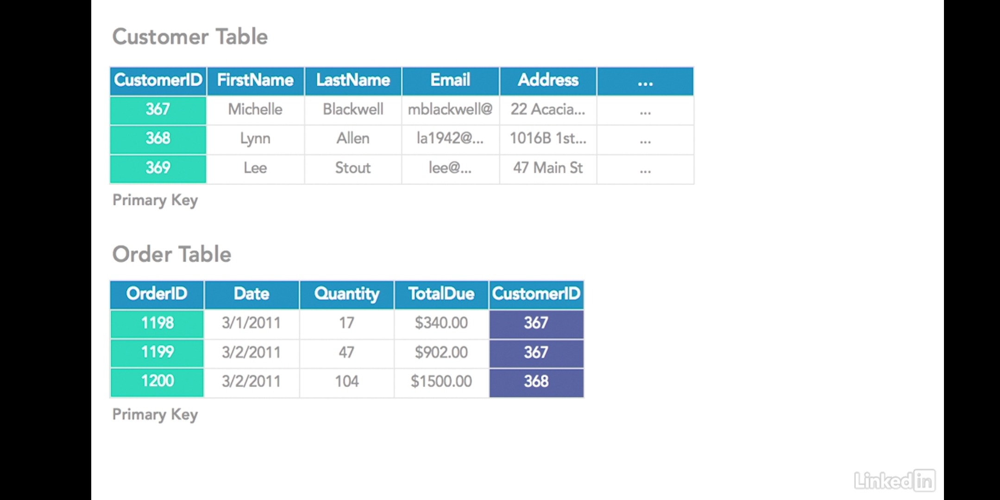 Customer Table
CustomerID FirstName LastName Email Address ...
367 Michelle Blackwell mblackwell@ 22 Acacia... ...
368 Lynn Allen la1942@... 1016B 1st... ...
369 Lee Stout lee@... 47 Main St ...
Primary Key
Order Table
OrderID Date Quantity TotalDue CustomerID
1198 3/1/2011 17 $340.00 367
1199 3/2/2011 47 $902.00 367
1200 3/2/2011 104 $1500.00 368
Primary Key
Linked in